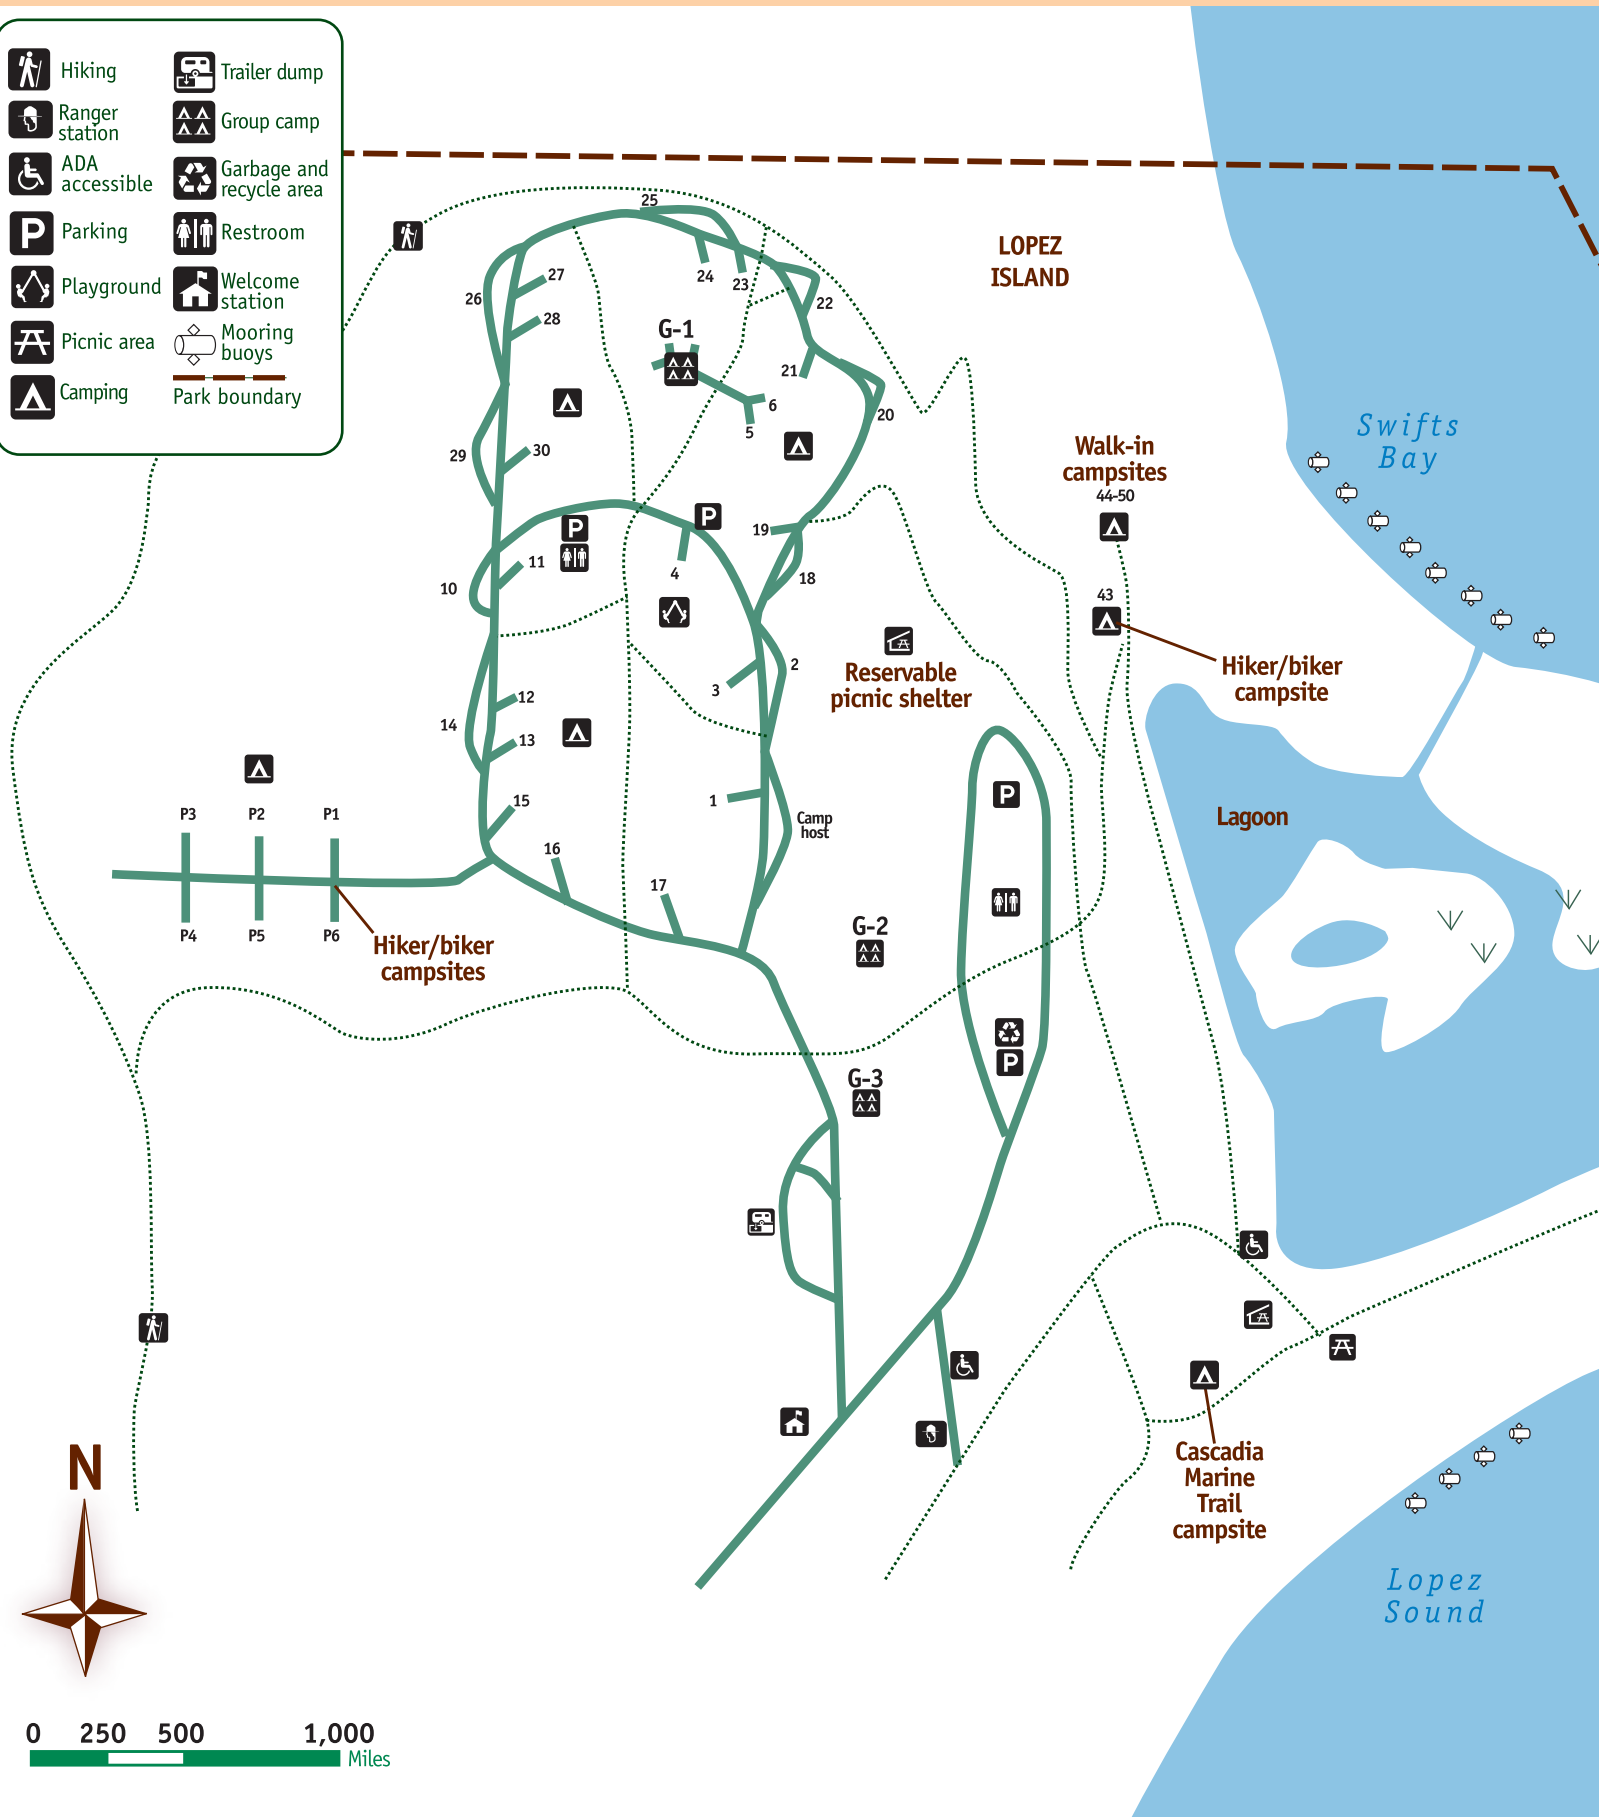 Hiking
Ranger
station
ADA
accessible
Parking
Playground
Picnic area
Camping
Trailer dump
Group camp
Garbage and
recycle area
Restroom
Welcome
station
Mooring
buoys
Park boundary
LOPEZ
ISLAND
25
24
23
22
21
20
26
27
28
G-1
6
5
29
30
19
18
4
11
10
3
2
12
13
14
15
16
17
1
Camp
host
Walk-in
campsites
44-50
43
Hiker/biker
campsite
Swifts
Bay
Reservable
picnic shelter
Lagoon
P3
P2
P1
P4
P5
P6
Hiker/biker
campsites
G-2
G-3
P
P
P
P
P
Cascadia
Marine
Trail
campsite
Lopez
Sound
N
0 250 500 1,000
Miles